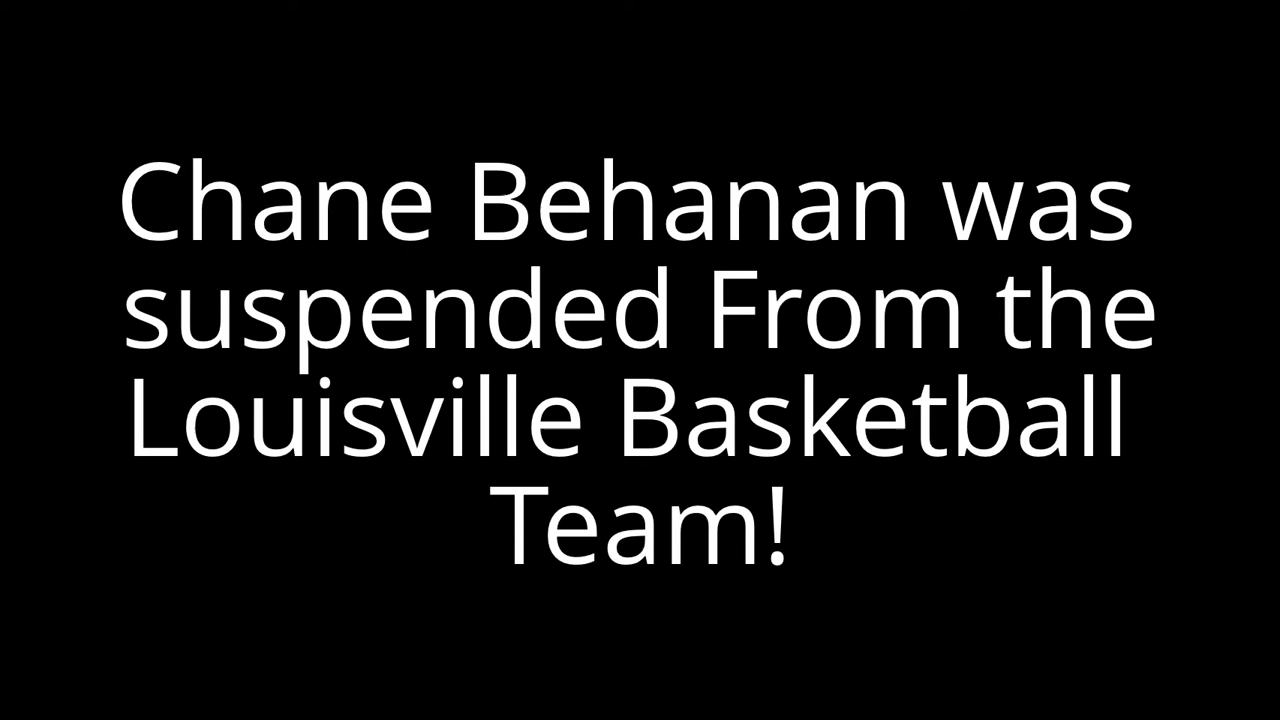 Chane Behanan was
suspended From the
Louisville Basketball
Team!